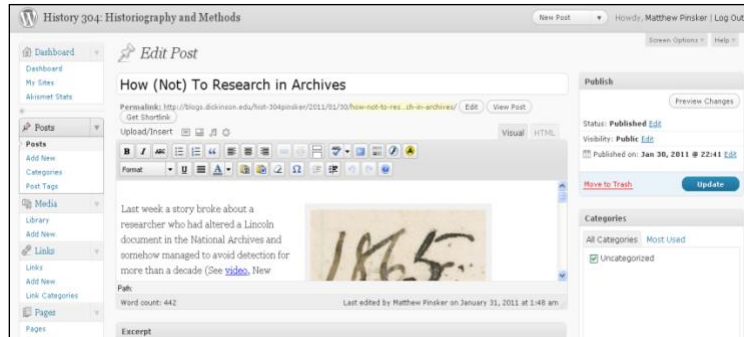 History 304: Historiography and Methods
New Post
Howdy, Matthew Pinsker | Log Out
Screen Options
Help
Dashboard
Dashboard
My Sites
Akismet Stats
Posts
Posts
Add New
Categories
Post Tags
Media
Library
Add New
Links
Links
Add New
Link Categories
Pages
Pages
Edit Post
How (Not) To Research in Archives
Permalink: http://blogs.dickinson.edu/hist-304pinsker/2011/01/30/how-not-to-res...ch-in-archives/ Edit View Post
Get Shortlink
Upload/Insert
Visual HTML
B I ABC
Format U A Ω
Last week a story broke about a
researcher who had altered a Lincoln
document in the National Archives and
somehow managed to avoid detection for
more than a decade (See video, New
1865.
Path:
Word count: 442
Last edited by Matthew Pinsker on January 31, 2011 at 1:48 am
Excerpt
Publish
Preview Changes
Status: Published Edit
Visibility: Public Edit
Published on: Jan 30, 2011 @ 22:41 Edit
Move to Trash
Update
Categories
All Categories Most Used
Uncategorized